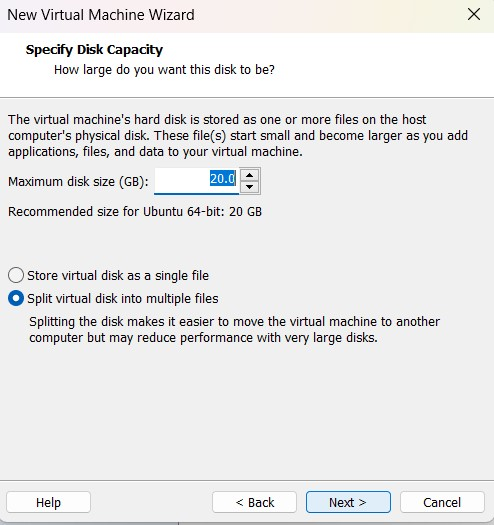 New Virtual Machine Wizard
Specify Disk Capacity
How large do you want this disk to be?
The virtual machine's hard disk is stored as one or more files on the host
computer's physical disk. These file(s) start small and become larger as you add
applications, files, and data to your virtual machine.
Maximum disk size (GB): 20.0
Recommended size for Ubuntu 64-bit: 20 GB
Store virtual disk as a single file
Split virtual disk into multiple files
Splitting the disk makes it easier to move the virtual machine to another
computer but may reduce performance with very large disks.
Help < Back Next > Cancel